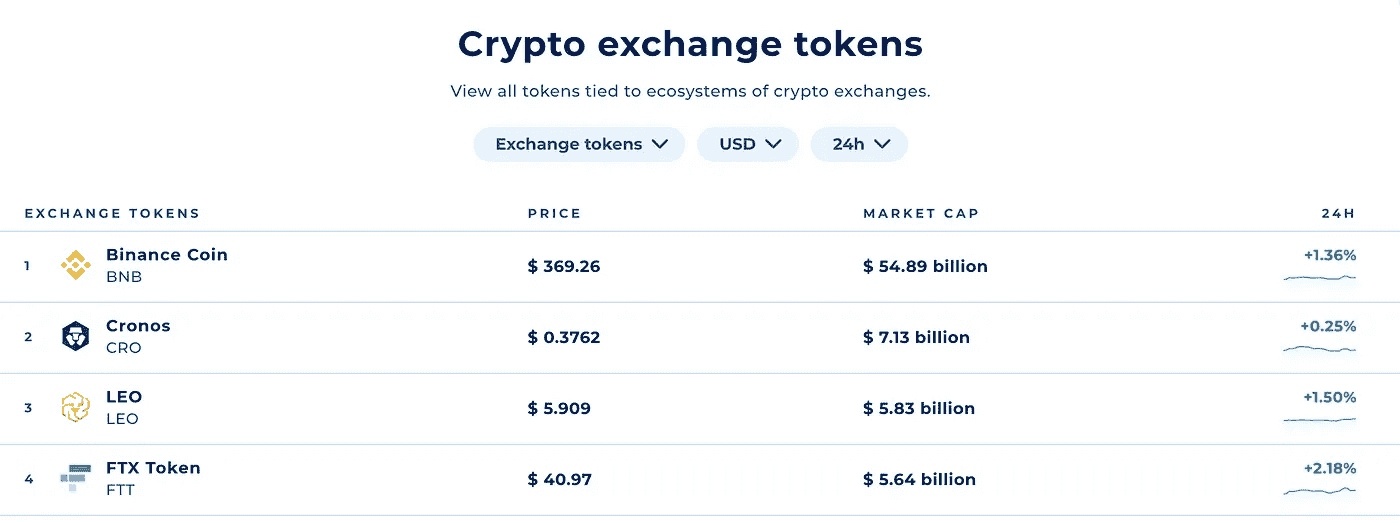 Crypto exchange tokens
View all tokens tied to ecosystems of crypto exchanges.
Exchange tokens USD 24h
EXCHANGE TOKENS PRICE MARKET CAP 24H
1 Binance Coin BNB $ 369.26 $ 54.89 billion +1.36%
2 Cronos CRO $ 0.3762 $ 7.13 billion +0.25%
3 LEO LEO $ 5.909 $ 5.83 billion +1.50%
4 FTX Token FTT $ 40.97 $ 5.64 billion +2.18%